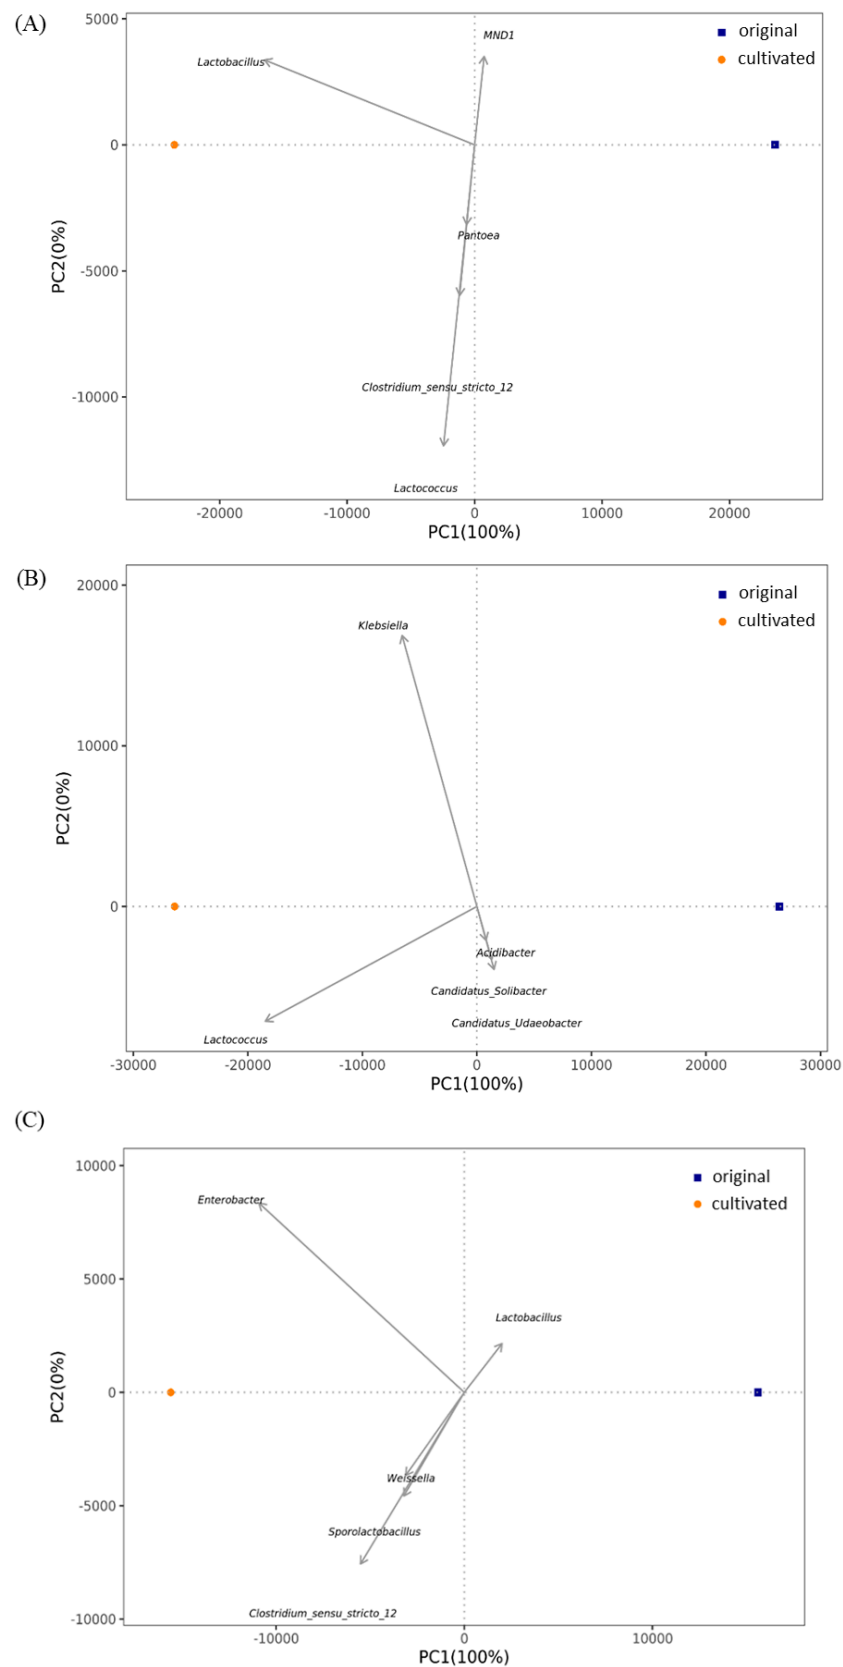 (A)
5000
MND1
original
Lactobacillus
cultivated
0
Pantoea
PC2(0%)
-5000
Clostridium_sensu_stricto_12
-10000
Lactococcus
-20000 -10000 0 10000 20000
PC1(100%)
(B)
20000
original
Klebsiella
cultivated
10000
PC2(0%)
0
Acidibacter
Candidatus_Solibacter
Candidatus_Udaeobacter
Lactococcus
-30000 -20000 -10000 0 10000 20000 30000
PC1(100%)
(C)
10000
original
Enterobacter
cultivated
5000
Lactobacillus
PC2(0%)
0
Weissella
-5000
Sporolactobacillus
Clostridium_sensu_stricto_12
-10000
-10000 0 10000
PC1(100%)